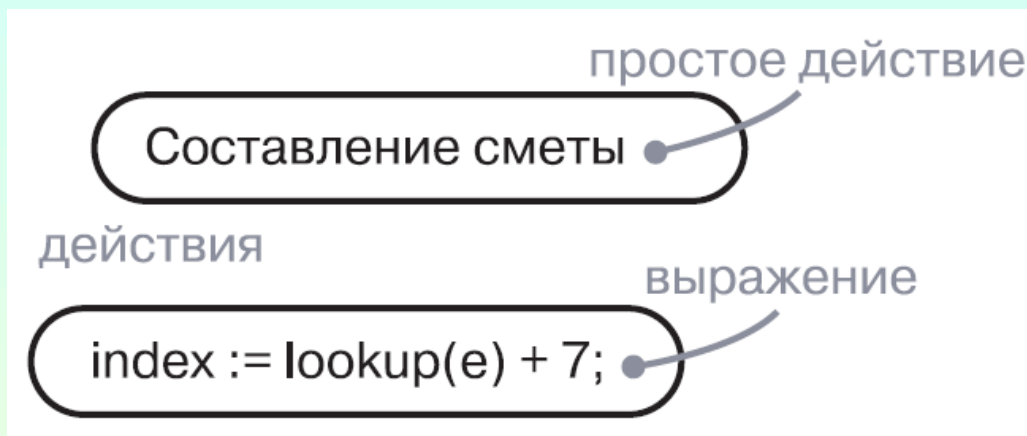 простое действие
Составление сметы
действия
выражение
index := lookup(e) + 7;